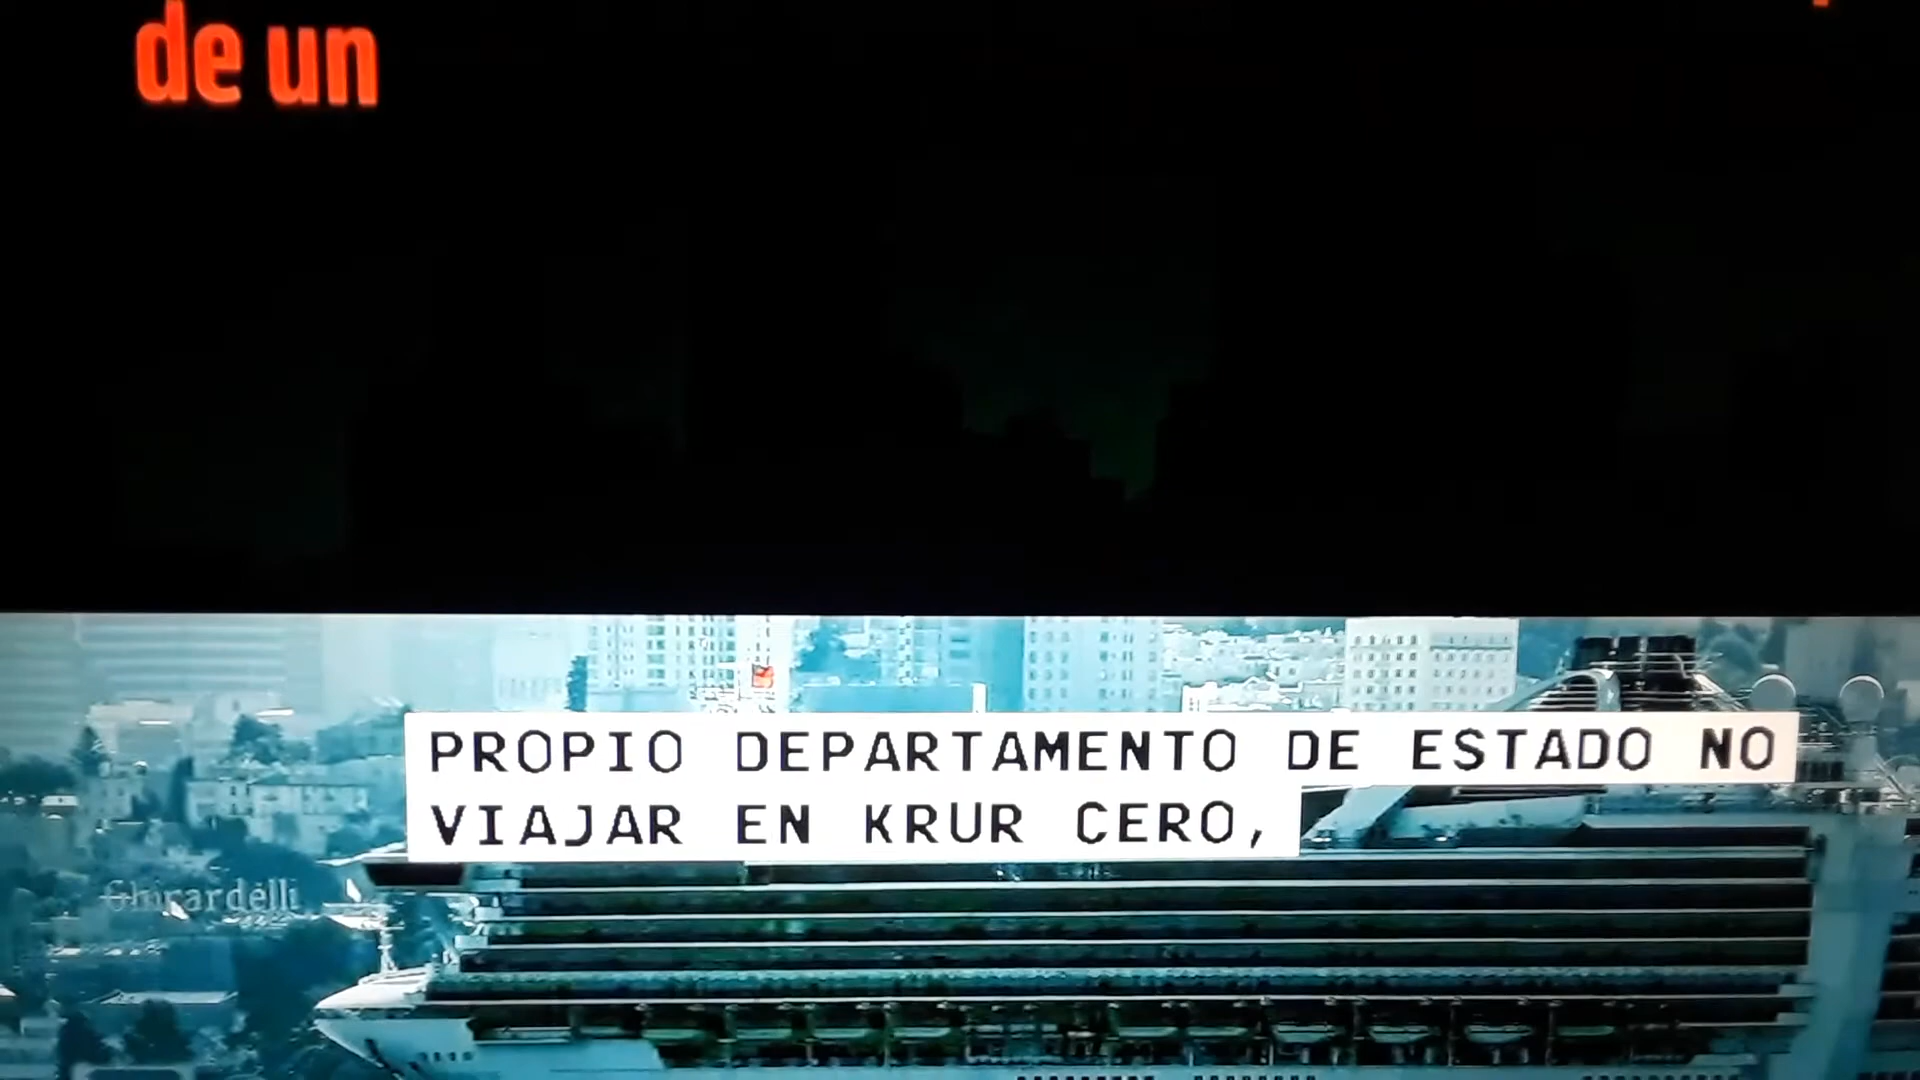 de un
PROPIO DEPARTAMENTO DE ESTADO NO
VIAJAR EN KRUR CERO,
Ghirardelli